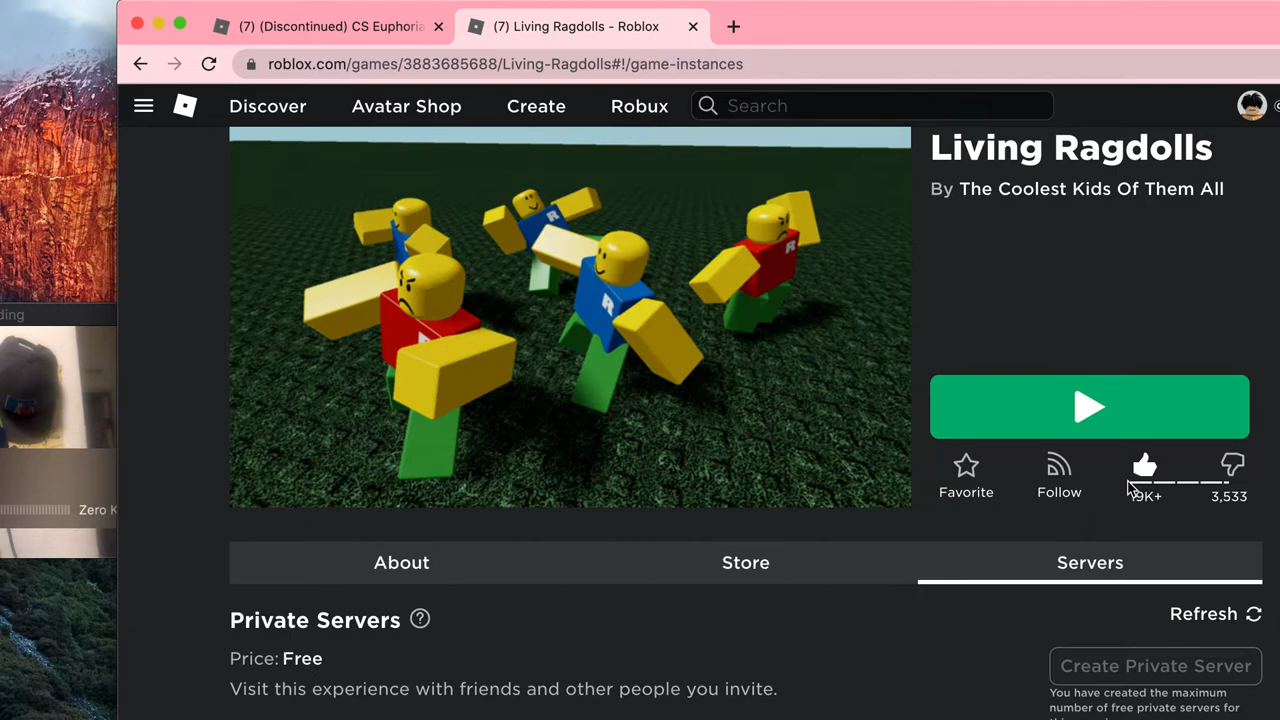 (7) (Discontinued) CS Euphoria
(7) Living Ragdolls - Roblox
roblox.com/games/3883685688/Living-Ragdolls#!/game-instances
Discover Avatar Shop Create Robux Search
Living Ragdolls
By The Coolest Kids Of Them All
R
R
R
R
Favorite Follow 19K+ 3,533
About Store Servers
ding
Zero K
Private Servers ?
Refresh
Price: Free
Create Private Server
Visit this experience with friends and other people you invite.
You have created the maximum
number of free private servers for